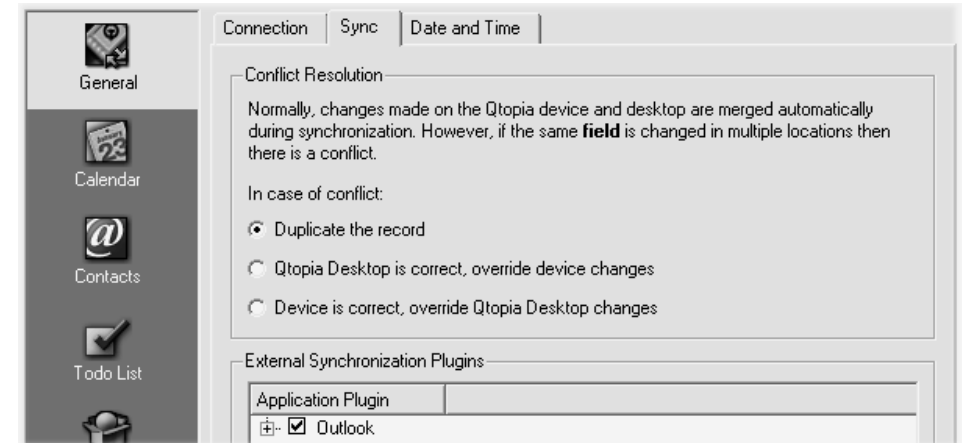 Connection Sync Date and Time
General
Conflict Resolution
Normally, changes made on the Qtopia device and desktop are merged automatically
during synchronization. However, if the same field is changed in multiple locations then
there is a conflict.
Calendar
In case of conflict:
Duplicate the record
Qtopia Desktop is correct, override device changes
Contacts
Device is correct, override Qtopia Desktop changes
Todo List
External Synchronization Plugins
Application Plugin
Outlook